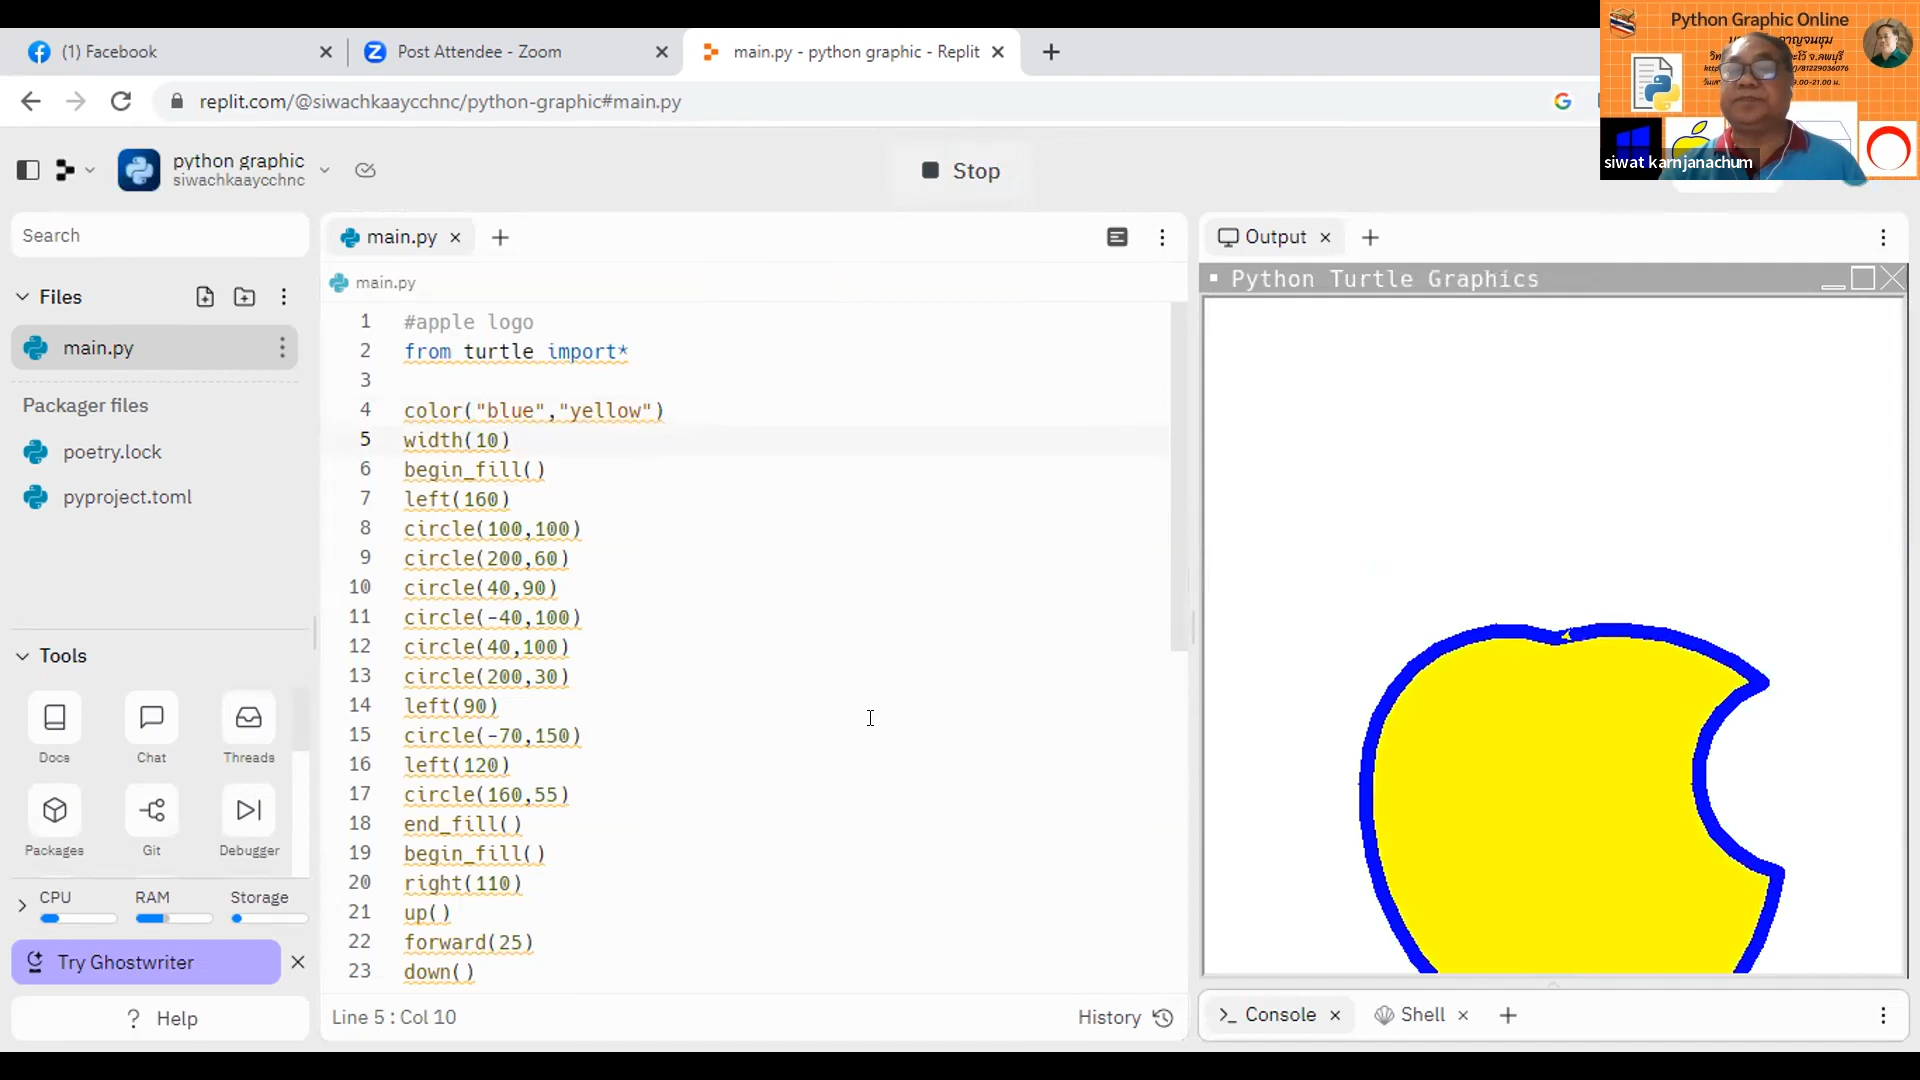 (1) Facebook
Post Attendee - Zoom
main.py - python graphic - Replit
Python Graphic Online
replit.com/@siwachkaaycchnc/python-graphic#main.py
siwat karnjanachum
python graphic
siwachkaaycchnc
Stop
Search
main.py
Output
main.py
Python Turtle Graphics
Files
main.py
Packager files
poetry.lock
pyproject.toml
1 #apple logo
2 from turtle import*
3
4 color("blue","yellow")
5 width(10)
6 begin_fill()
7 left(160)
8 circle(100,100)
9 circle(200,60)
10 circle(40,90)
11 circle(-40,100)
12 circle(40,100)
13 circle(200,30)
14 left(90)
15 circle(-70,150)
16 left(120)
17 circle(160,55)
18 end_fill()
19 begin_fill()
20 right(110)
21 up()
22 forward(25)
23 down()
Tools
Docs
Chat
Threads
Packages
Git
Debugger
CPU
RAM
Storage
Try Ghostwriter
Help
Line 5 : Col 10
History
Console
Shell